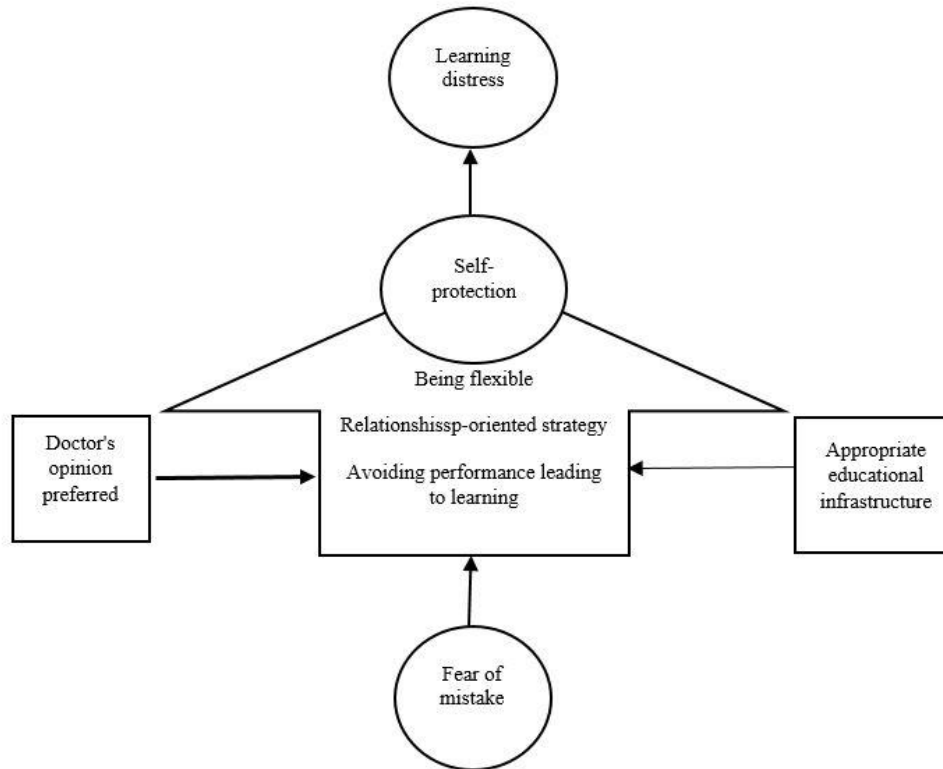 Learning
distress
Self-
protection
Being flexible
Relationshissp-oriented strategy
Avoiding performance leading
to learning
Doctor's
opinion
preferred
Appropriate
educational
infrastructure
Fear of
mistake